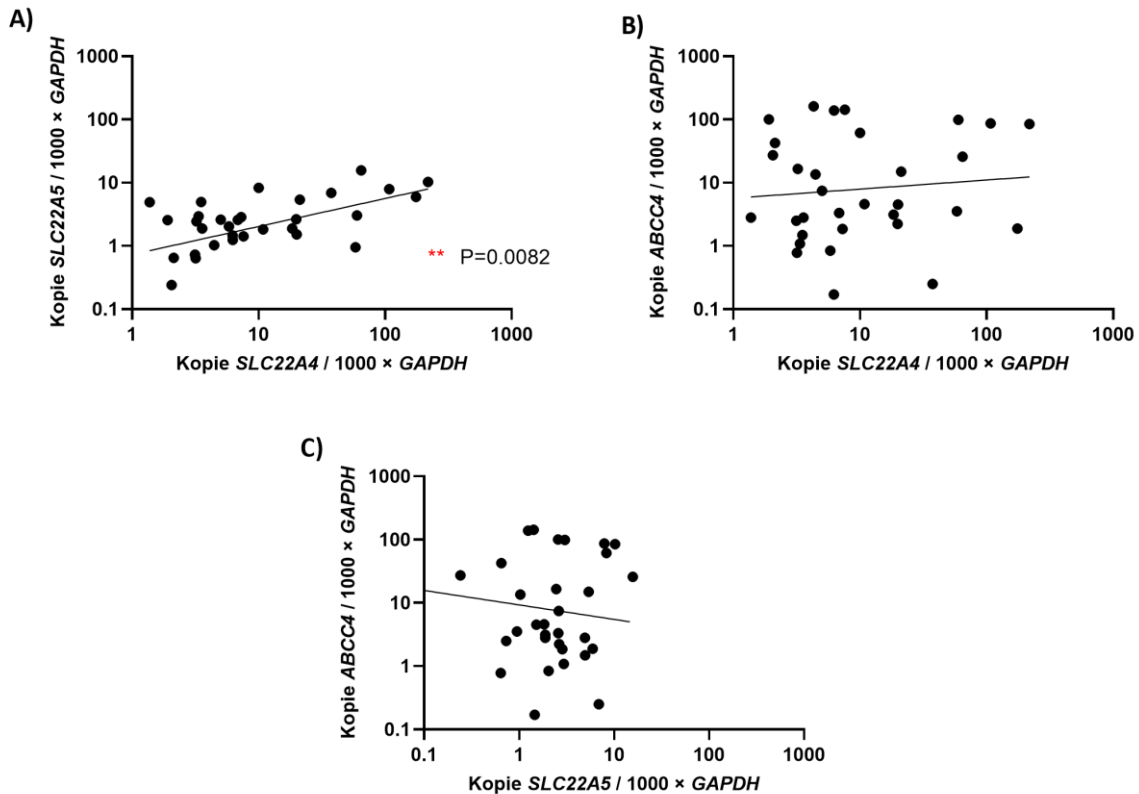 A)
Kopie SLC22A5 / 1000 × GAPDH
1000
100
10
1
0.1
** P=0.0082
1 10 100 1000
Kopie SLC22A4 / 1000 × GAPDH
B)
Kopie ABCC4 / 1000 × GAPDH
1000
100
10
1
0.1
1 10 100 1000
Kopie SLC22A4 / 1000 × GAPDH
C)
Kopie ABCC4 / 1000 × GAPDH
1000
100
10
1
0.1
0.1 1 10 100 1000
Kopie SLC22A5 / 1000 × GAPDH